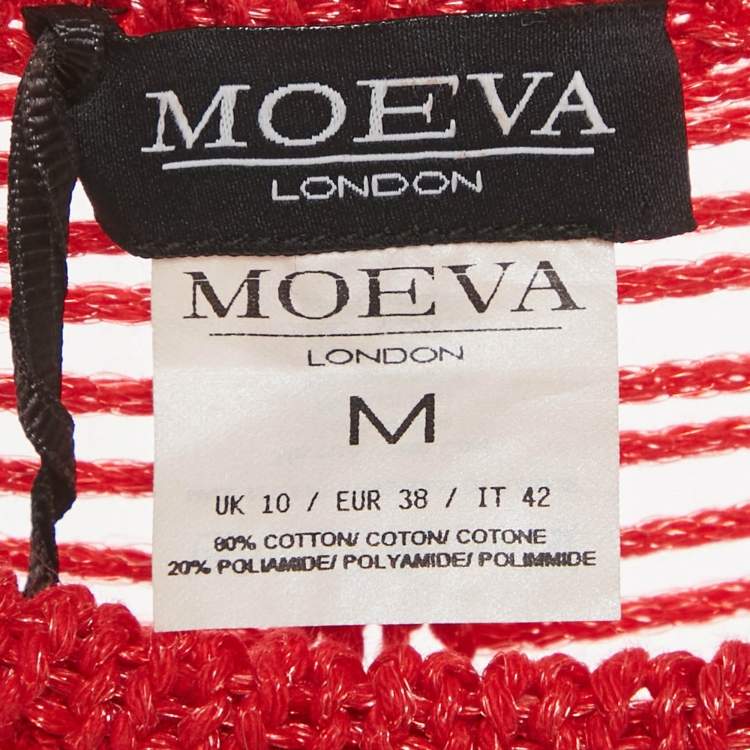 MOEVA
LONDON
MOEVA
LONDON
M
UK 10 / EUR 38 / IT 42
80% COTTON/ COTON/ COTONE
20% POLIAMIDE/ POLYAMIDE/ POLIMMIDE